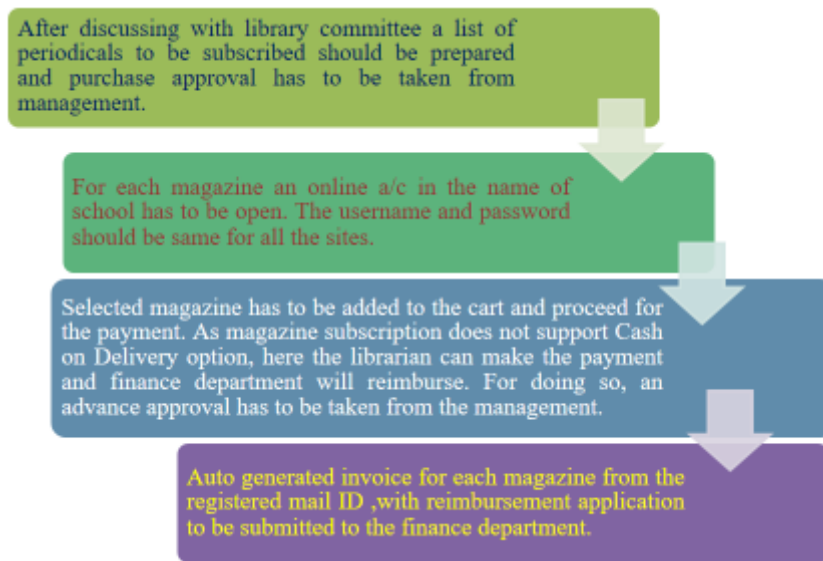 After discussing with library committee a list of
periodicals to be subscribed should be prepared
and purchase approval has to be taken from
management.
For each magazine an online a/c in the name of
school has to be open. The username and password
should be same for all the sites.
Selected magazine has to be added to the cart and proceed for
the payment. As magazine subscription does not support Cash
on Delivery option, here the librarian can make the payment
and finance department will reimburse. For doing so, an
advance approval has to be taken from the management.
Auto generated invoice for each magazine from the
registered mail ID ,with reimbursement application
to be submitted to the finance department.